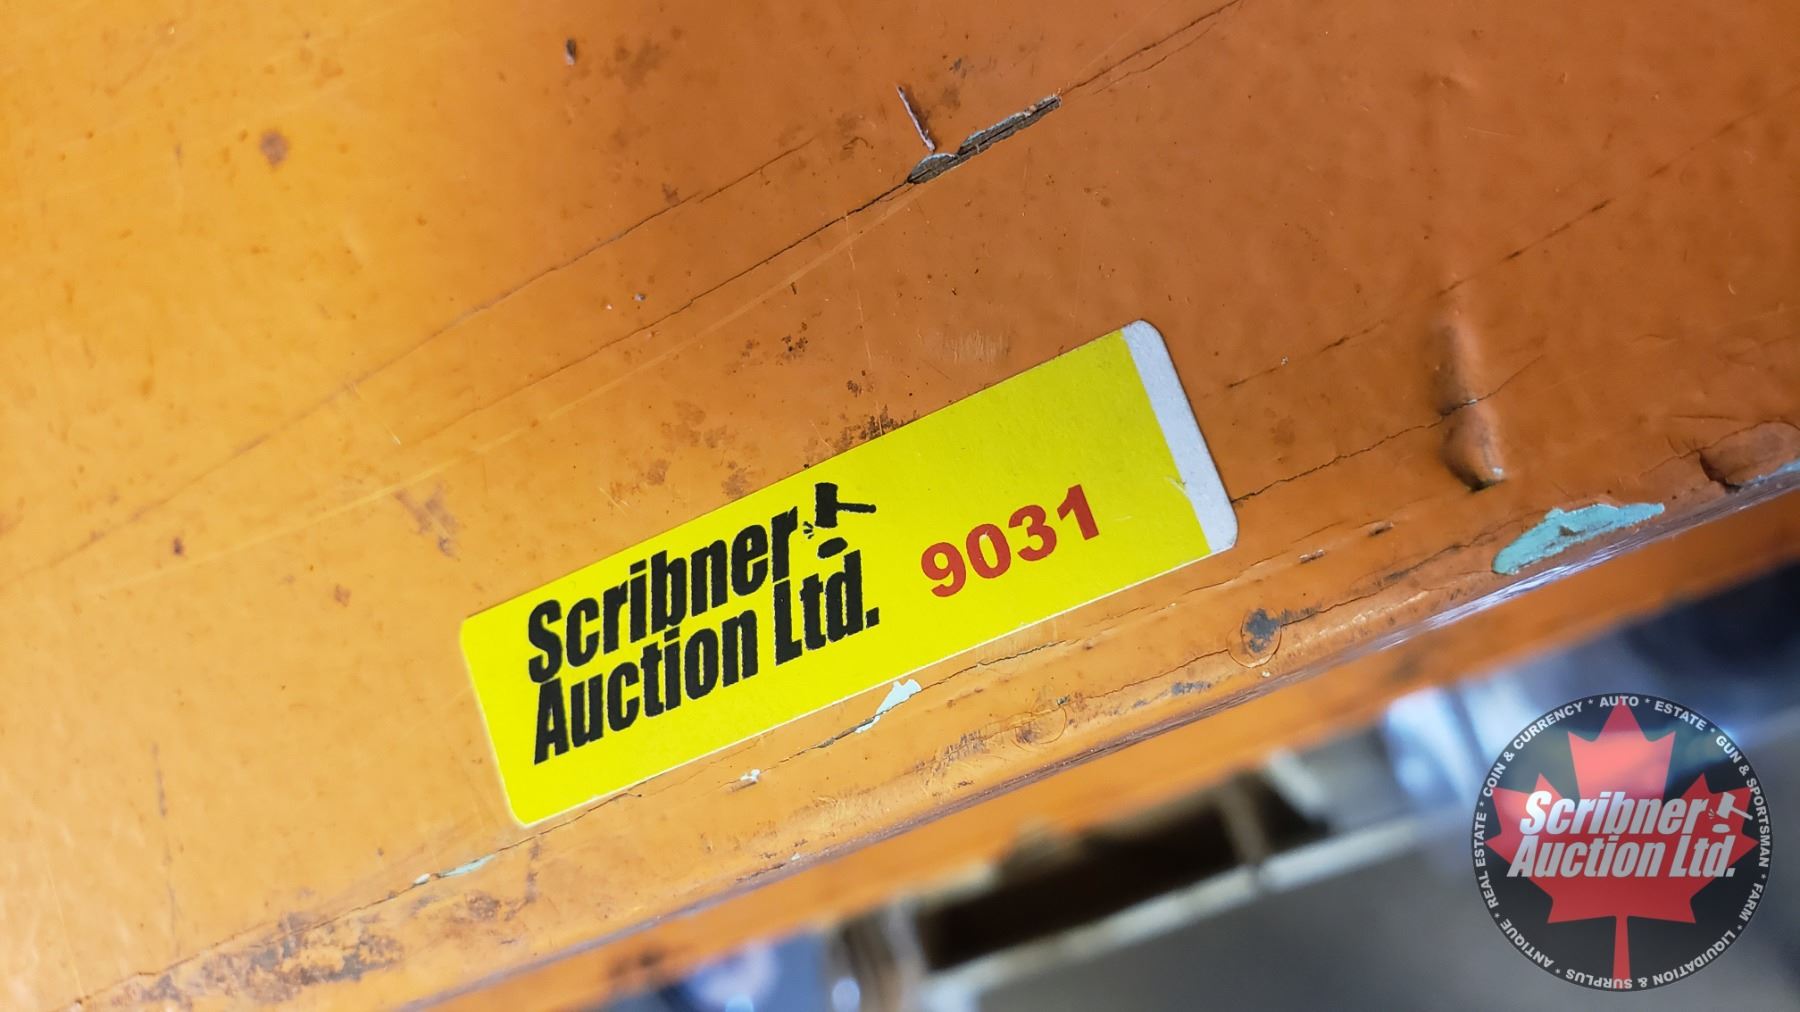 Scribner
Auction Ltd.
9031
COIN & CURRENCY * AUTO * ESTATE * GUN & SPORTSMAN * FARM * LIQUIDATION & SURPLUS * ANTIQUE * REAL ESTATE *
Scribner
Auction Ltd.